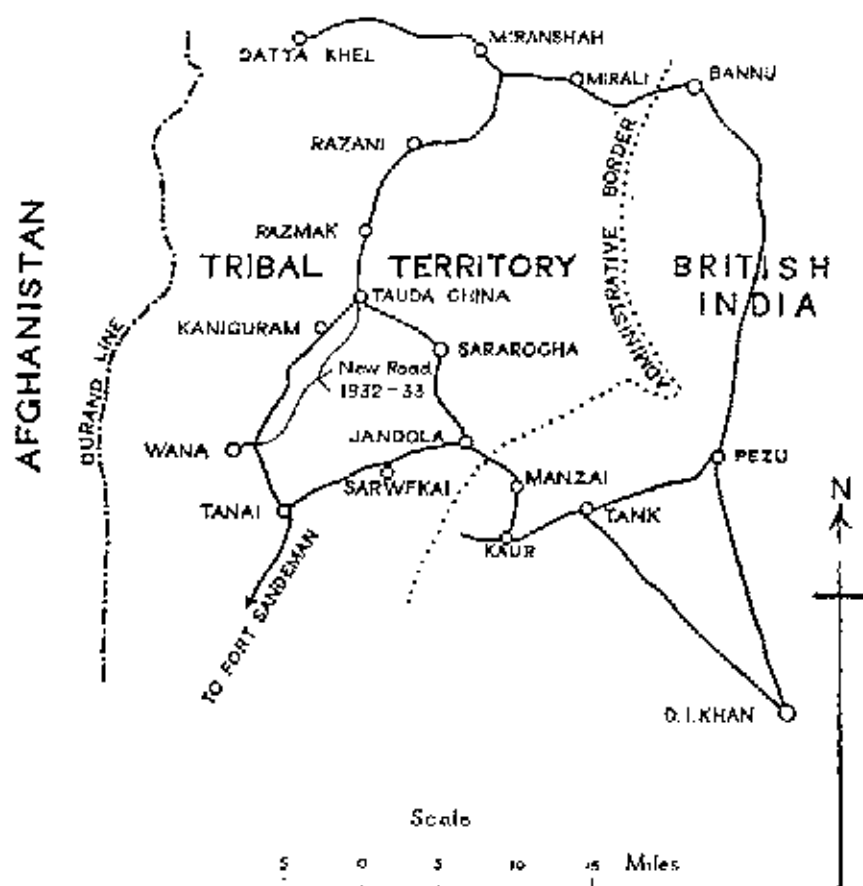 MIRANSHAH
DATTA KHEL
MIRALI
BANNU
RAZANI
ADMINISTRATIVE BORDER
AFGHANISTAN
RAZMAK
TRIBAL TERRITORY
BRITISH
INDIA
TAUDA CHINA
KANIGURAM
DURAND LINE
SARAROGHA
New Road
1932-33
WANA
JANDOLA
PEZU
SARWEKAI
MANZAI
TANAI
TANK
N
KAUR
TO FORT SANDEMAN
D.I.KHAN
Scale
5 0 5 10 15 Miles